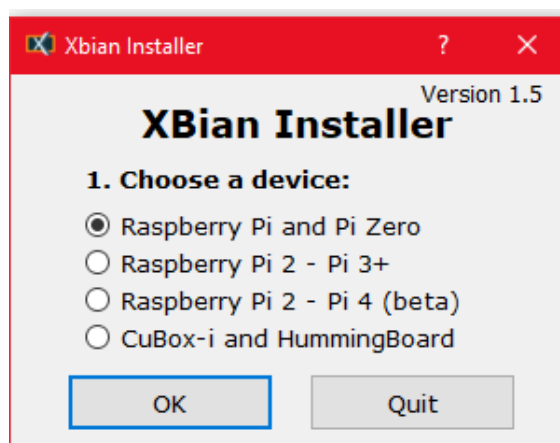 Xbian Installer
Version 1.5
XBian Installer
1. Choose a device:
Raspberry Pi and Pi Zero
Raspberry Pi 2 - Pi 3+
Raspberry Pi 2 - Pi 4 (beta)
CuBox-i and HummingBoard
OK Quit